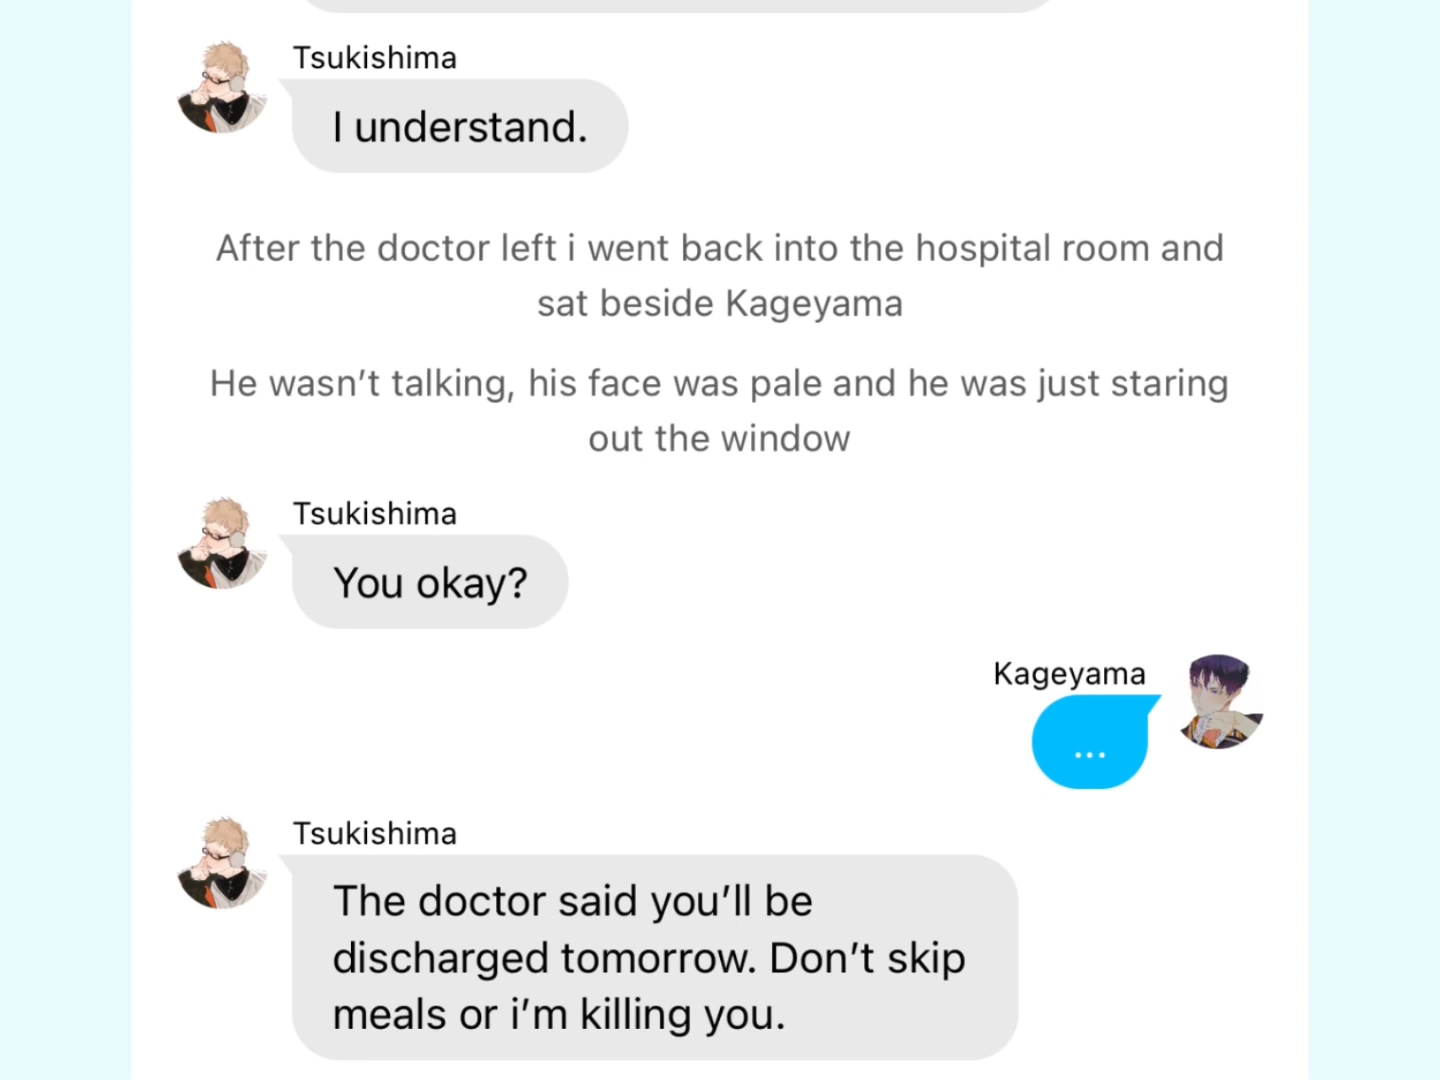 Tsukishima
I understand.
After the doctor left i went back into the hospital room and
sat beside Kageyama
He wasn’t talking, his face was pale and he was just staring
out the window
Tsukishima
You okay?
Kageyama
...
Tsukishima
The doctor said you’ll be
discharged tomorrow. Don’t skip
meals or i’m killing you.